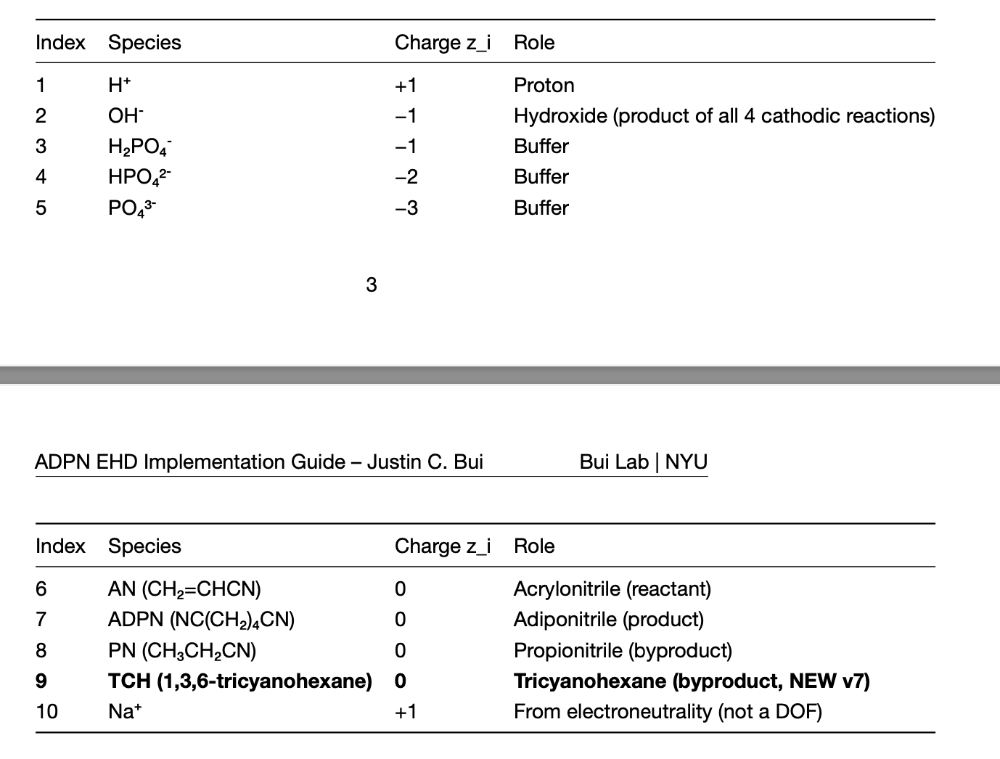 Index Species Charge z_i Role
1 H⁺ +1 Proton
2 OH⁻ −1 Hydroxide (product of all 4 cathodic reactions)
3 H₂PO₄⁻ −1 Buffer
4 HPO₄²⁻ −2 Buffer
5 PO₄³⁻ −3 Buffer
3
ADPN EHD Implementation Guide – Justin C. Bui Bui Lab | NYU
Index Species Charge z_i Role
6 AN (CH₂=CHCN) 0 Acrylonitrile (reactant)
7 ADPN (NC(CH₂)₄CN) 0 Adiponitrile (product)
8 PN (CH₃CH₂CN) 0 Propionitrile (byproduct)
9 TCH (1,3,6-tricyanohexane) 0 Tricyanohexane (byproduct, NEW v7)
10 Na⁺ +1 From electroneutrality (not a DOF)